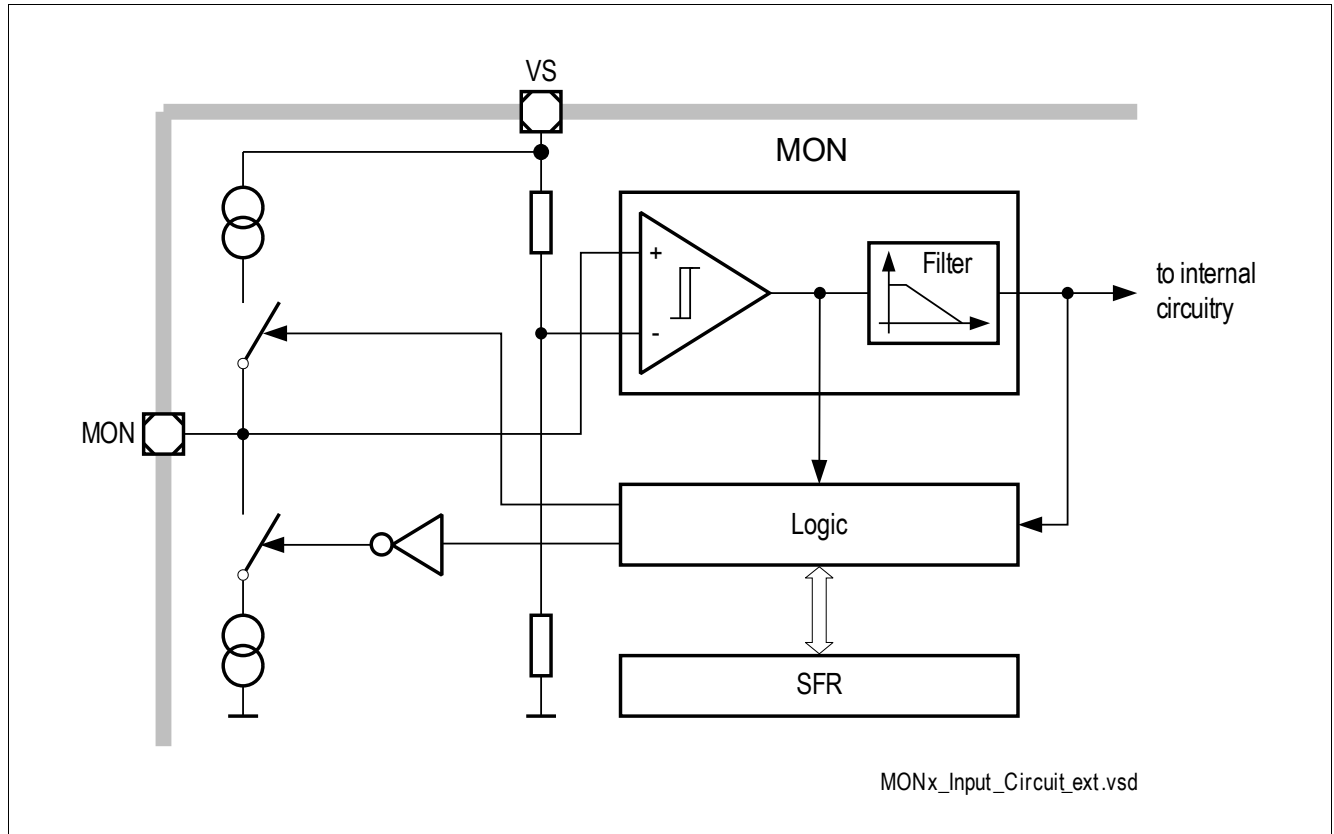 VS
MON
+
Filter
-
to internal
circuitry
MON
Logic
SFR
MONx_Input_Circuit_ext.vsd